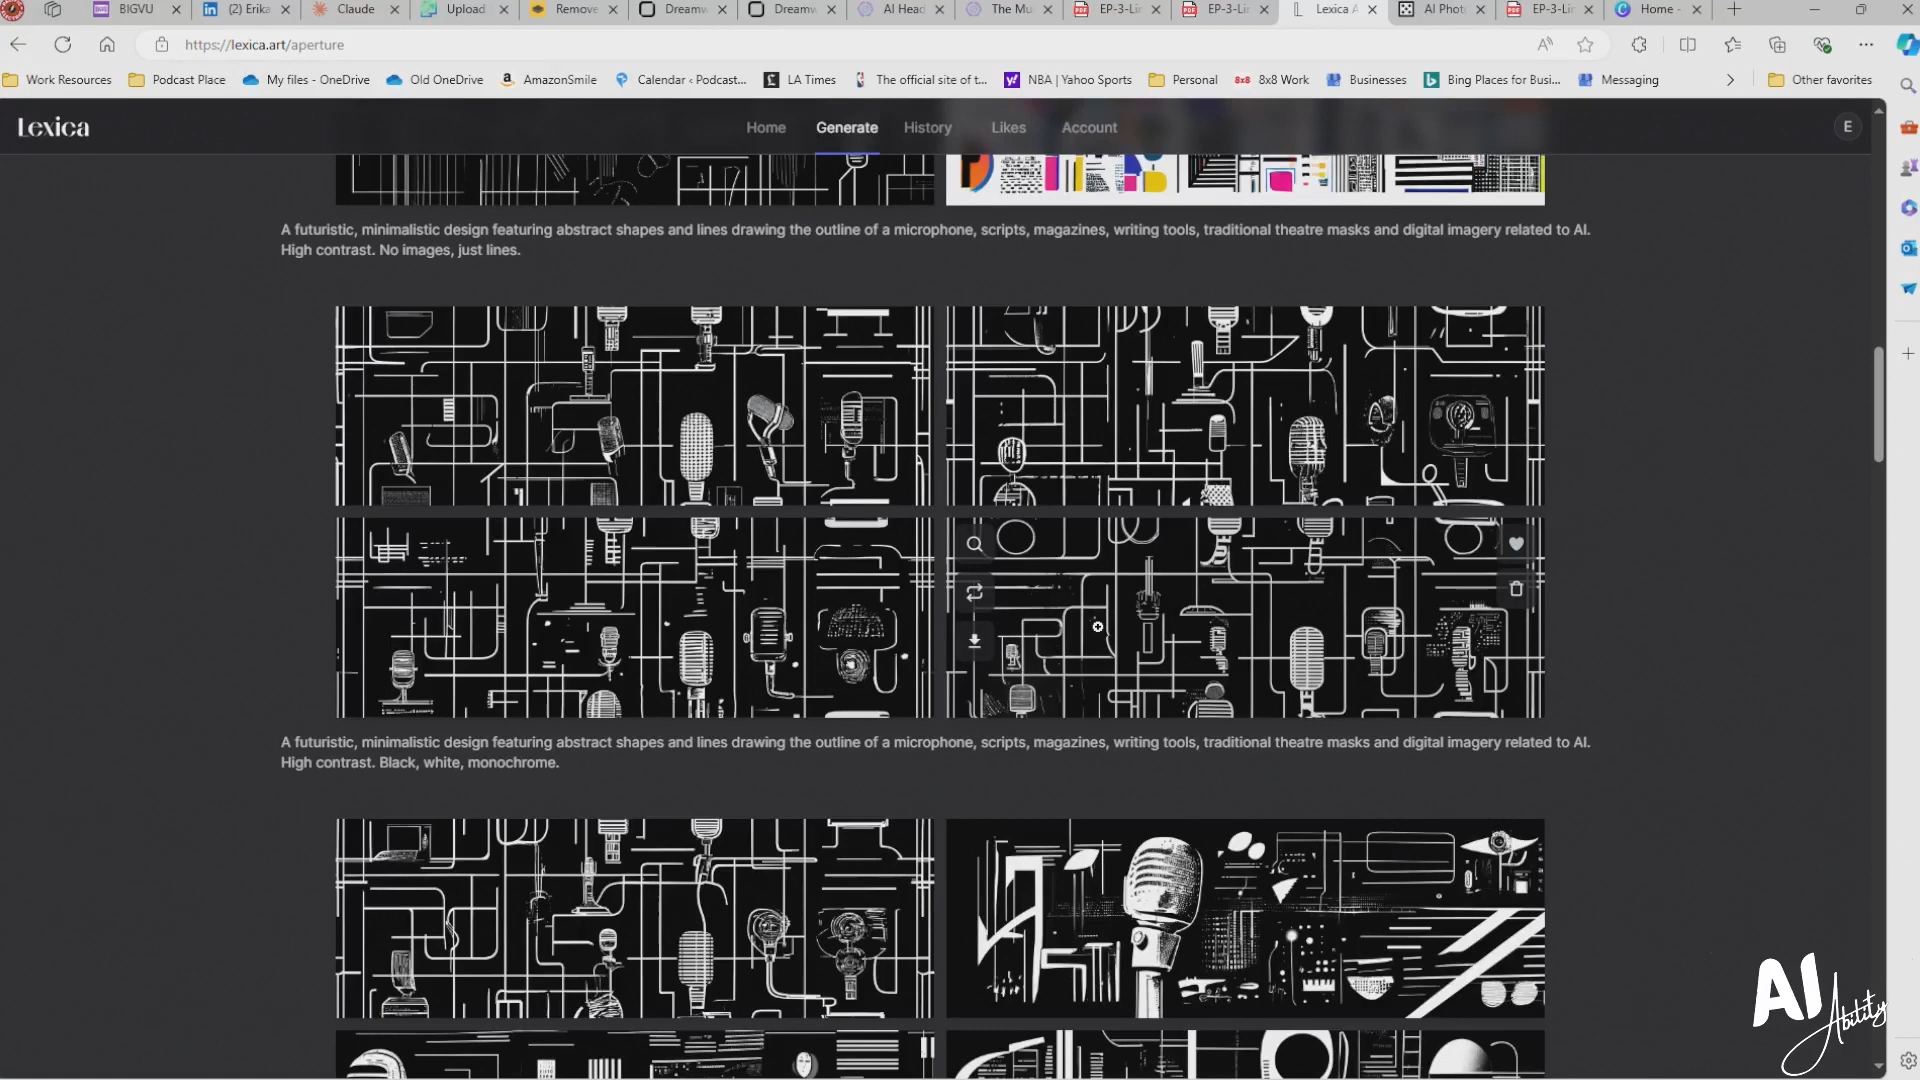 BIGVU
(2) Erika
Claude
Upload
Remove
Dreamw
Dreamw
AI Head
The Mu
EP-3-Lir
EP-3-Lir
Lexica A
AI Phot
EP-3-Lir
Home -
https://lexica.art/aperture
Work Resources
Podcast Place
My files - OneDrive
Old OneDrive
AmazonSmile
Calendar ‹ Podcast...
LA Times
The official site of t...
NBA | Yahoo Sports
Personal
8x8 Work
Businesses
Bing Places for Busi...
Messaging
Other favorites
Lexica
Home
Generate
History
Likes
Account
E
A futuristic, minimalistic design featuring abstract shapes and lines drawing the outline of a microphone, scripts, magazines, writing tools, traditional theatre masks and digital imagery related to AI.
High contrast. No images, just lines.
A futuristic, minimalistic design featuring abstract shapes and lines drawing the outline of a microphone, scripts, magazines, writing tools, traditional theatre masks and digital imagery related to AI.
High contrast. Black, white, monochrome.
AI
Ability